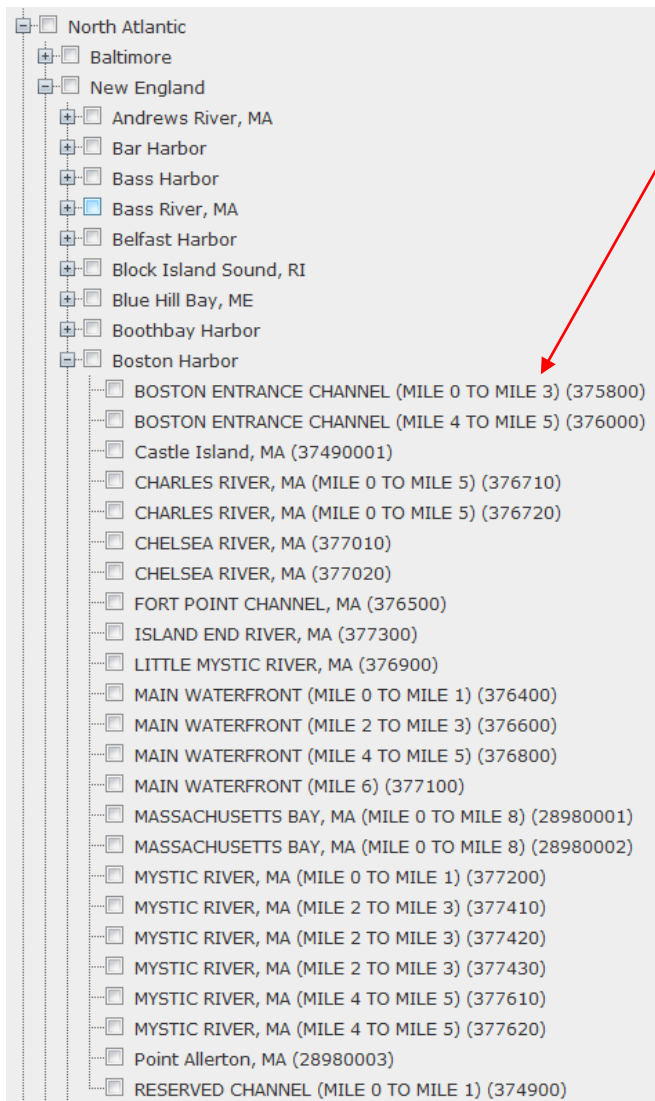 North Atlantic
Baltimore
New England
Andrews River, MA
Bar Harbor
Bass Harbor
Bass River, MA
Belfast Harbor
Block Island Sound, RI
Blue Hill Bay, ME
Boothbay Harbor
Boston Harbor
BOSTON ENTRANCE CHANNEL (MILE 0 TO MILE 3) (375800)
BOSTON ENTRANCE CHANNEL (MILE 4 TO MILE 5) (376000)
Castle Island, MA (37490001)
CHARLES RIVER, MA (MILE 0 TO MILE 5) (376710)
CHARLES RIVER, MA (MILE 0 TO MILE 5) (376720)
CHELSEA RIVER, MA (377010)
CHELSEA RIVER, MA (377020)
FORT POINT CHANNEL, MA (376500)
ISLAND END RIVER, MA (377300)
LITTLE MYSTIC RIVER, MA (376900)
MAIN WATERFRONT (MILE 0 TO MILE 1) (376400)
MAIN WATERFRONT (MILE 2 TO MILE 3) (376600)
MAIN WATERFRONT (MILE 4 TO MILE 5) (376800)
MAIN WATERFRONT (MILE 6) (377100)
MASSACHUSETTS BAY, MA (MILE 0 TO MILE 8) (28980001)
MASSACHUSETTS BAY, MA (MILE 0 TO MILE 8) (28980002)
MYSTIC RIVER, MA (MILE 0 TO MILE 1) (377200)
MYSTIC RIVER, MA (MILE 2 TO MILE 3) (377410)
MYSTIC RIVER, MA (MILE 2 TO MILE 3) (377420)
MYSTIC RIVER, MA (MILE 2 TO MILE 3) (377430)
MYSTIC RIVER, MA (MILE 4 TO MILE 5) (377610)
MYSTIC RIVER, MA (MILE 4 TO MILE 5) (377620)
Point Allerton, MA (28980003)
RESERVED CHANNEL (MILE 0 TO MILE 1) (374900)